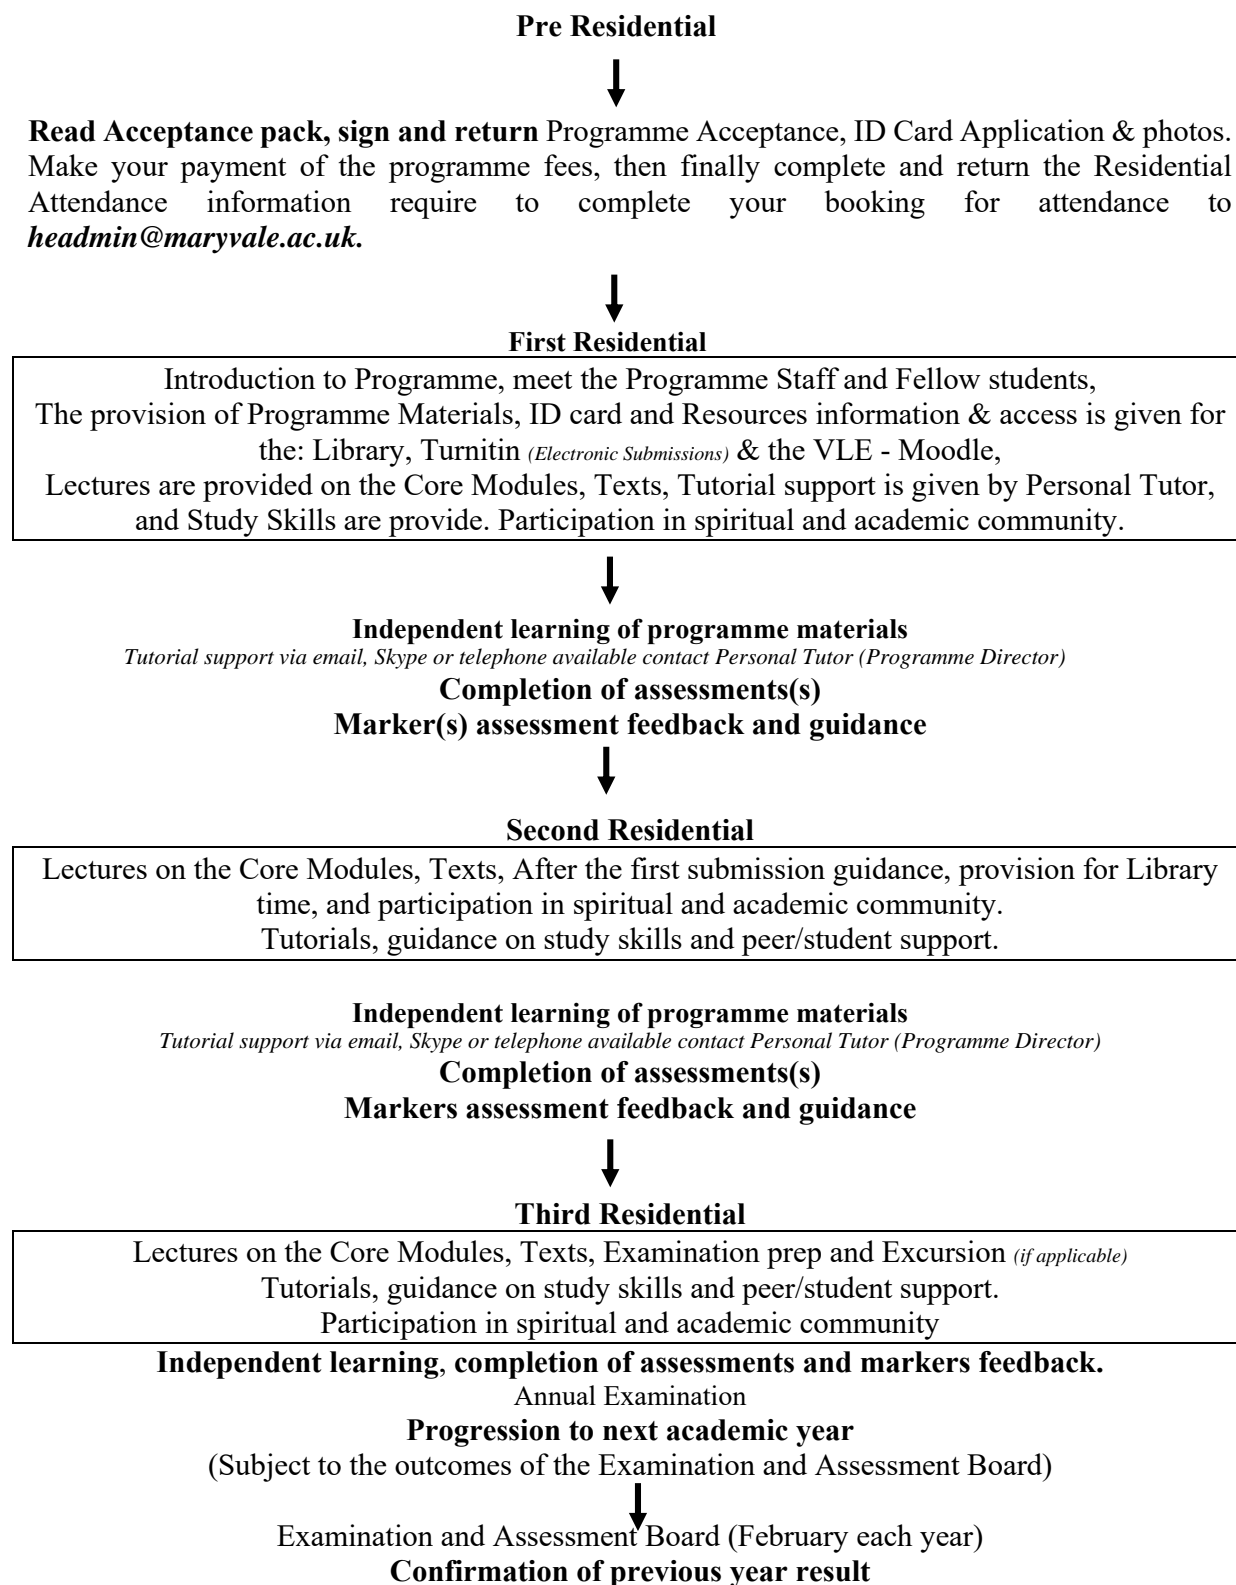 Pre Residential
Read Acceptance pack, sign and return Programme Acceptance, ID Card Application & photos.
Make your payment of the programme fees, then finally complete and return the Residential
Attendance information require to complete your booking for attendance to
headmin@maryvale.ac.uk.
First Residential
Introduction to Programme, meet the Programme Staff and Fellow students,
The provision of Programme Materials, ID card and Resources information & access is given for
the: Library, Turnitin (Electronic Submissions) & the VLE - Moodle,
Lectures are provided on the Core Modules, Texts, Tutorial support is given by Personal Tutor,
and Study Skills are provide. Participation in spiritual and academic community.
Independent learning of programme materials
Tutorial support via email, Skype or telephone available contact Personal Tutor (Programme Director)
Completion of assessments(s)
Marker(s) assessment feedback and guidance
Second Residential
Lectures on the Core Modules, Texts, After the first submission guidance, provision for Library
time, and participation in spiritual and academic community.
Tutorials, guidance on study skills and peer/student support.
Independent learning of programme materials
Tutorial support via email, Skype or telephone available contact Personal Tutor (Programme Director)
Completion of assessments(s)
Markers assessment feedback and guidance
Third Residential
Lectures on the Core Modules, Texts, Examination prep and Excursion (if applicable)
Tutorials, guidance on study skills and peer/student support.
Participation in spiritual and academic community
Independent learning, completion of assessments and markers feedback.
Annual Examination
Progression to next academic year
(Subject to the outcomes of the Examination and Assessment Board)
Examination and Assessment Board (February each year)
Confirmation of previous year result